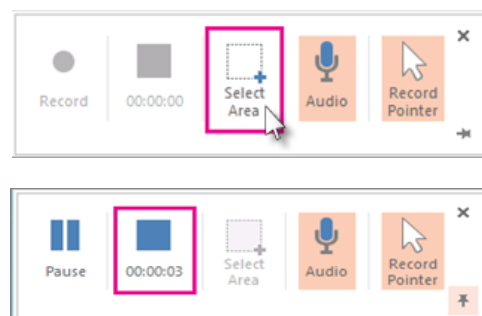 Record
00:00:00
Select
Area
Audio
Record
Pointer
Pause
00:00:03
Select
Area
Audio
Record
Pointer